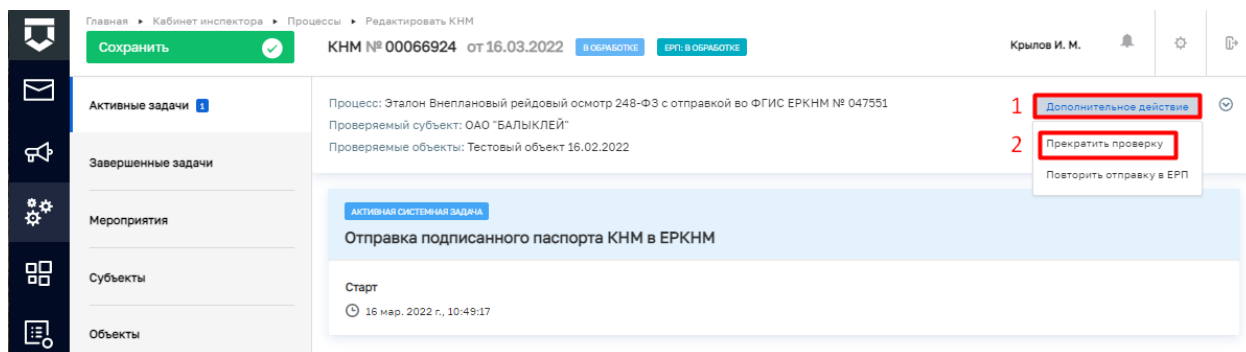 Главная ▸ Кабинет инспектора ▸ Процессы ▸ Редактировать КНМ
Сохранить
КНМ № 00066924 от 16.03.2022 В ОБРАБОТКЕ ЕРП: В ОБРАБОТКЕ
Крылов И. М.
Активные задачи 1
Завершенные задачи
Мероприятия
Субъекты
Объекты
Процесс: Эталон Внеплановый рейдовый осмотр 248-ФЗ с отправкой во ФГИС ЕРКНМ № 047551
Проверяемый субъект: ОАО "БАЛЫКЛЕЙ"
Проверяемые объекты: Тестовый объект 16.02.2022
1 Дополнительное действие
2 Прекратить проверку
Повторить отправку в ЕРП
АКТИВНАЯ СИСТЕМНАЯ ЗАДАЧА
Отправка подписанного паспорта КНМ в ЕРКНМ
Старт
16 мар. 2022 г., 10:49:17